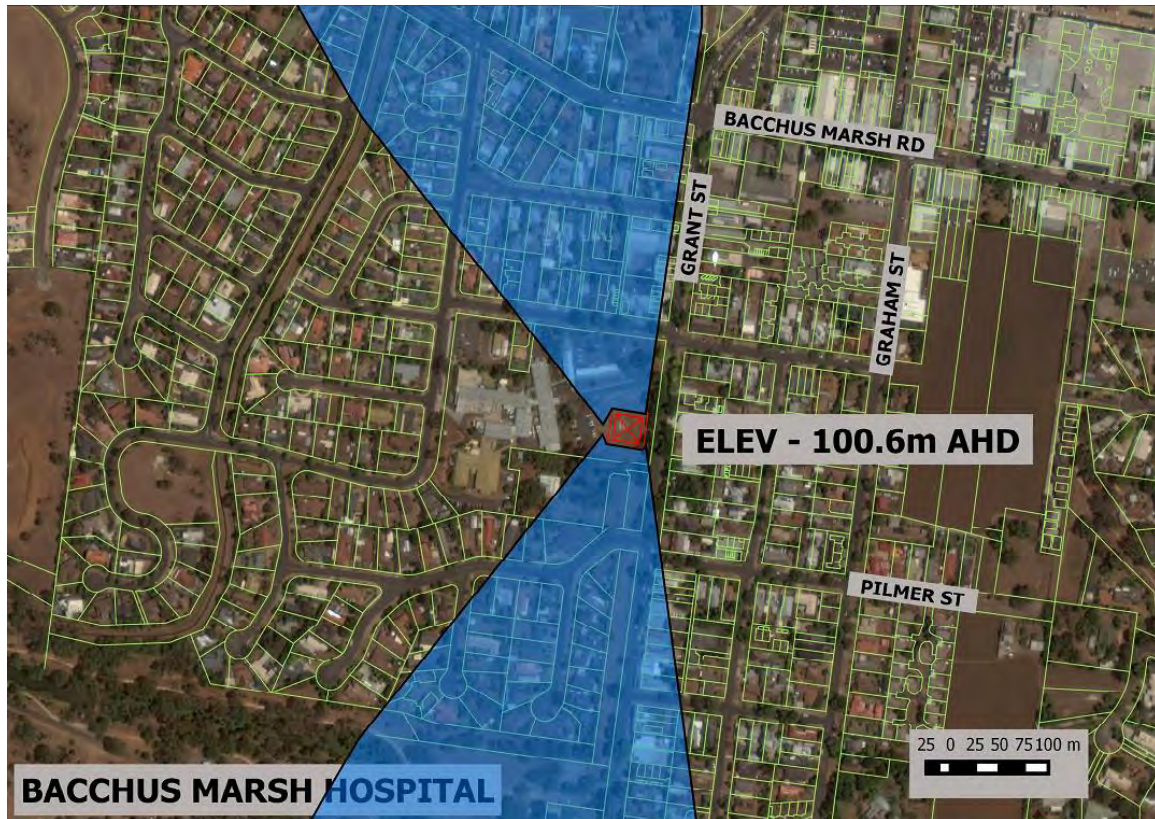 BACCHUS MARSH RD
GRANT ST
GRAHAM ST
ELEV - 100.6m AHD
PILMER ST
25 0 25 50 75 100 m
BACCHUS MARSH HOSPITAL